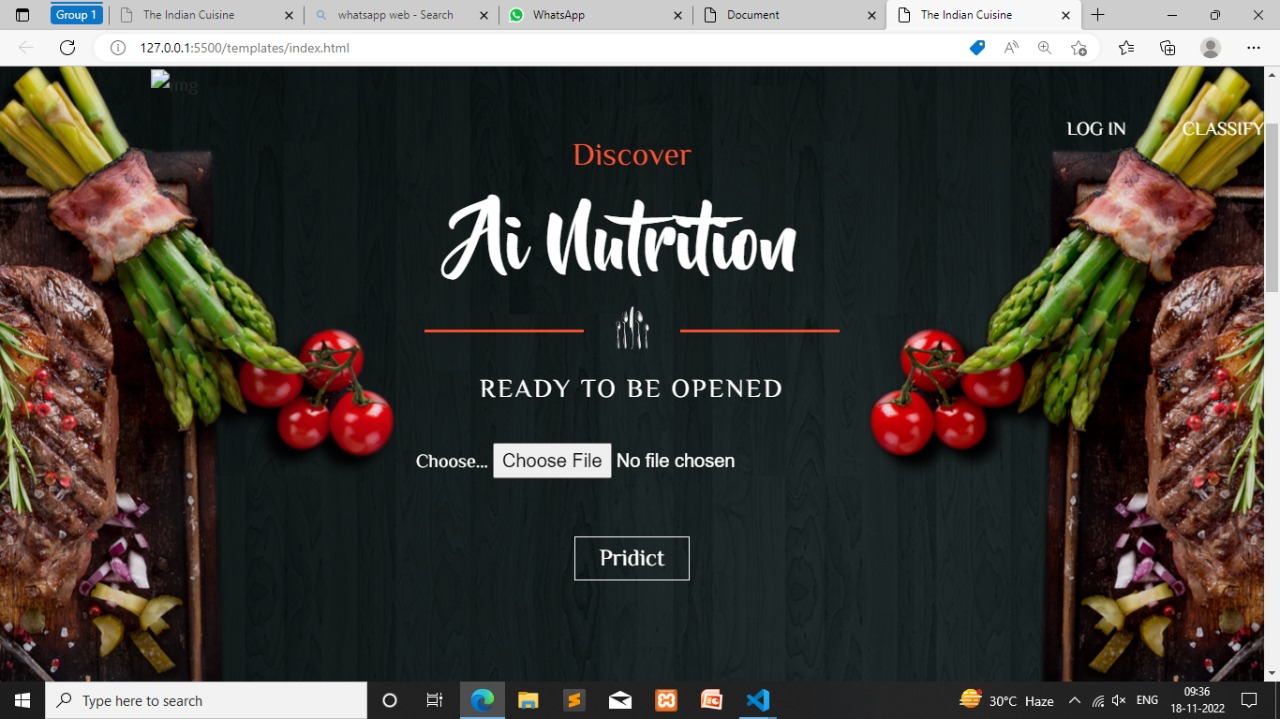 Group 1
The Indian Cuisine
whatsapp web - Search
WhatsApp
Document
The Indian Cuisine
127.0.0.1:5500/templates/index.html
img
LOG IN
CLASSIFY
Discover
Ai Nutrition
READY TO BE OPENED
Choose... Choose File No file chosen
Pridict
Type here to search
30°C Haze
ENG
09:36
18-11-2022